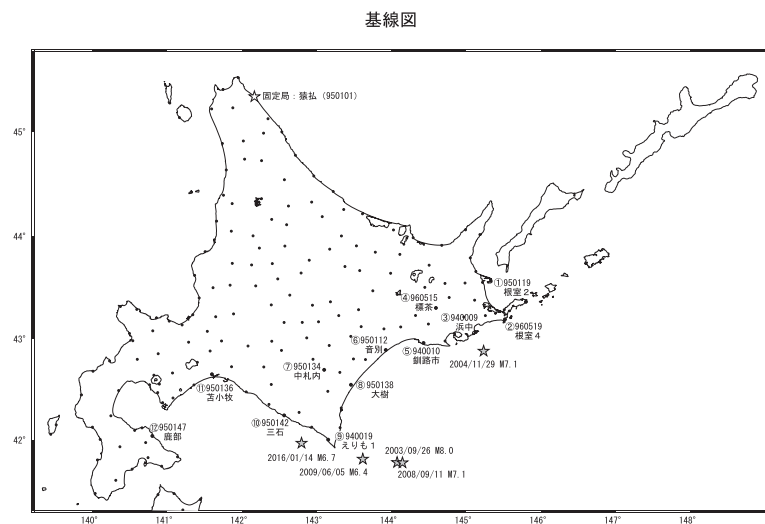 基線図
固定局：猿払 (950101)
45°
44°
①950119
根室２
④960515
標茶
③940009
浜中
②960519
根室４
43°
⑥950112
音別
⑤940010
釧路市
2004/11/29 M7.1
⑦950134
中札内
⑧950138
大樹
⑪950136
苫小牧
⑫950147
鹿部
⑩950142
三石
⑨940019
えりも１
42°
2016/01/14 M6.7
2003/09/26 M8.0
2009/06/05 M6.4
2008/09/11 M7.1
140°
141°
142°
143°
144°
145°
146°
147°
148°